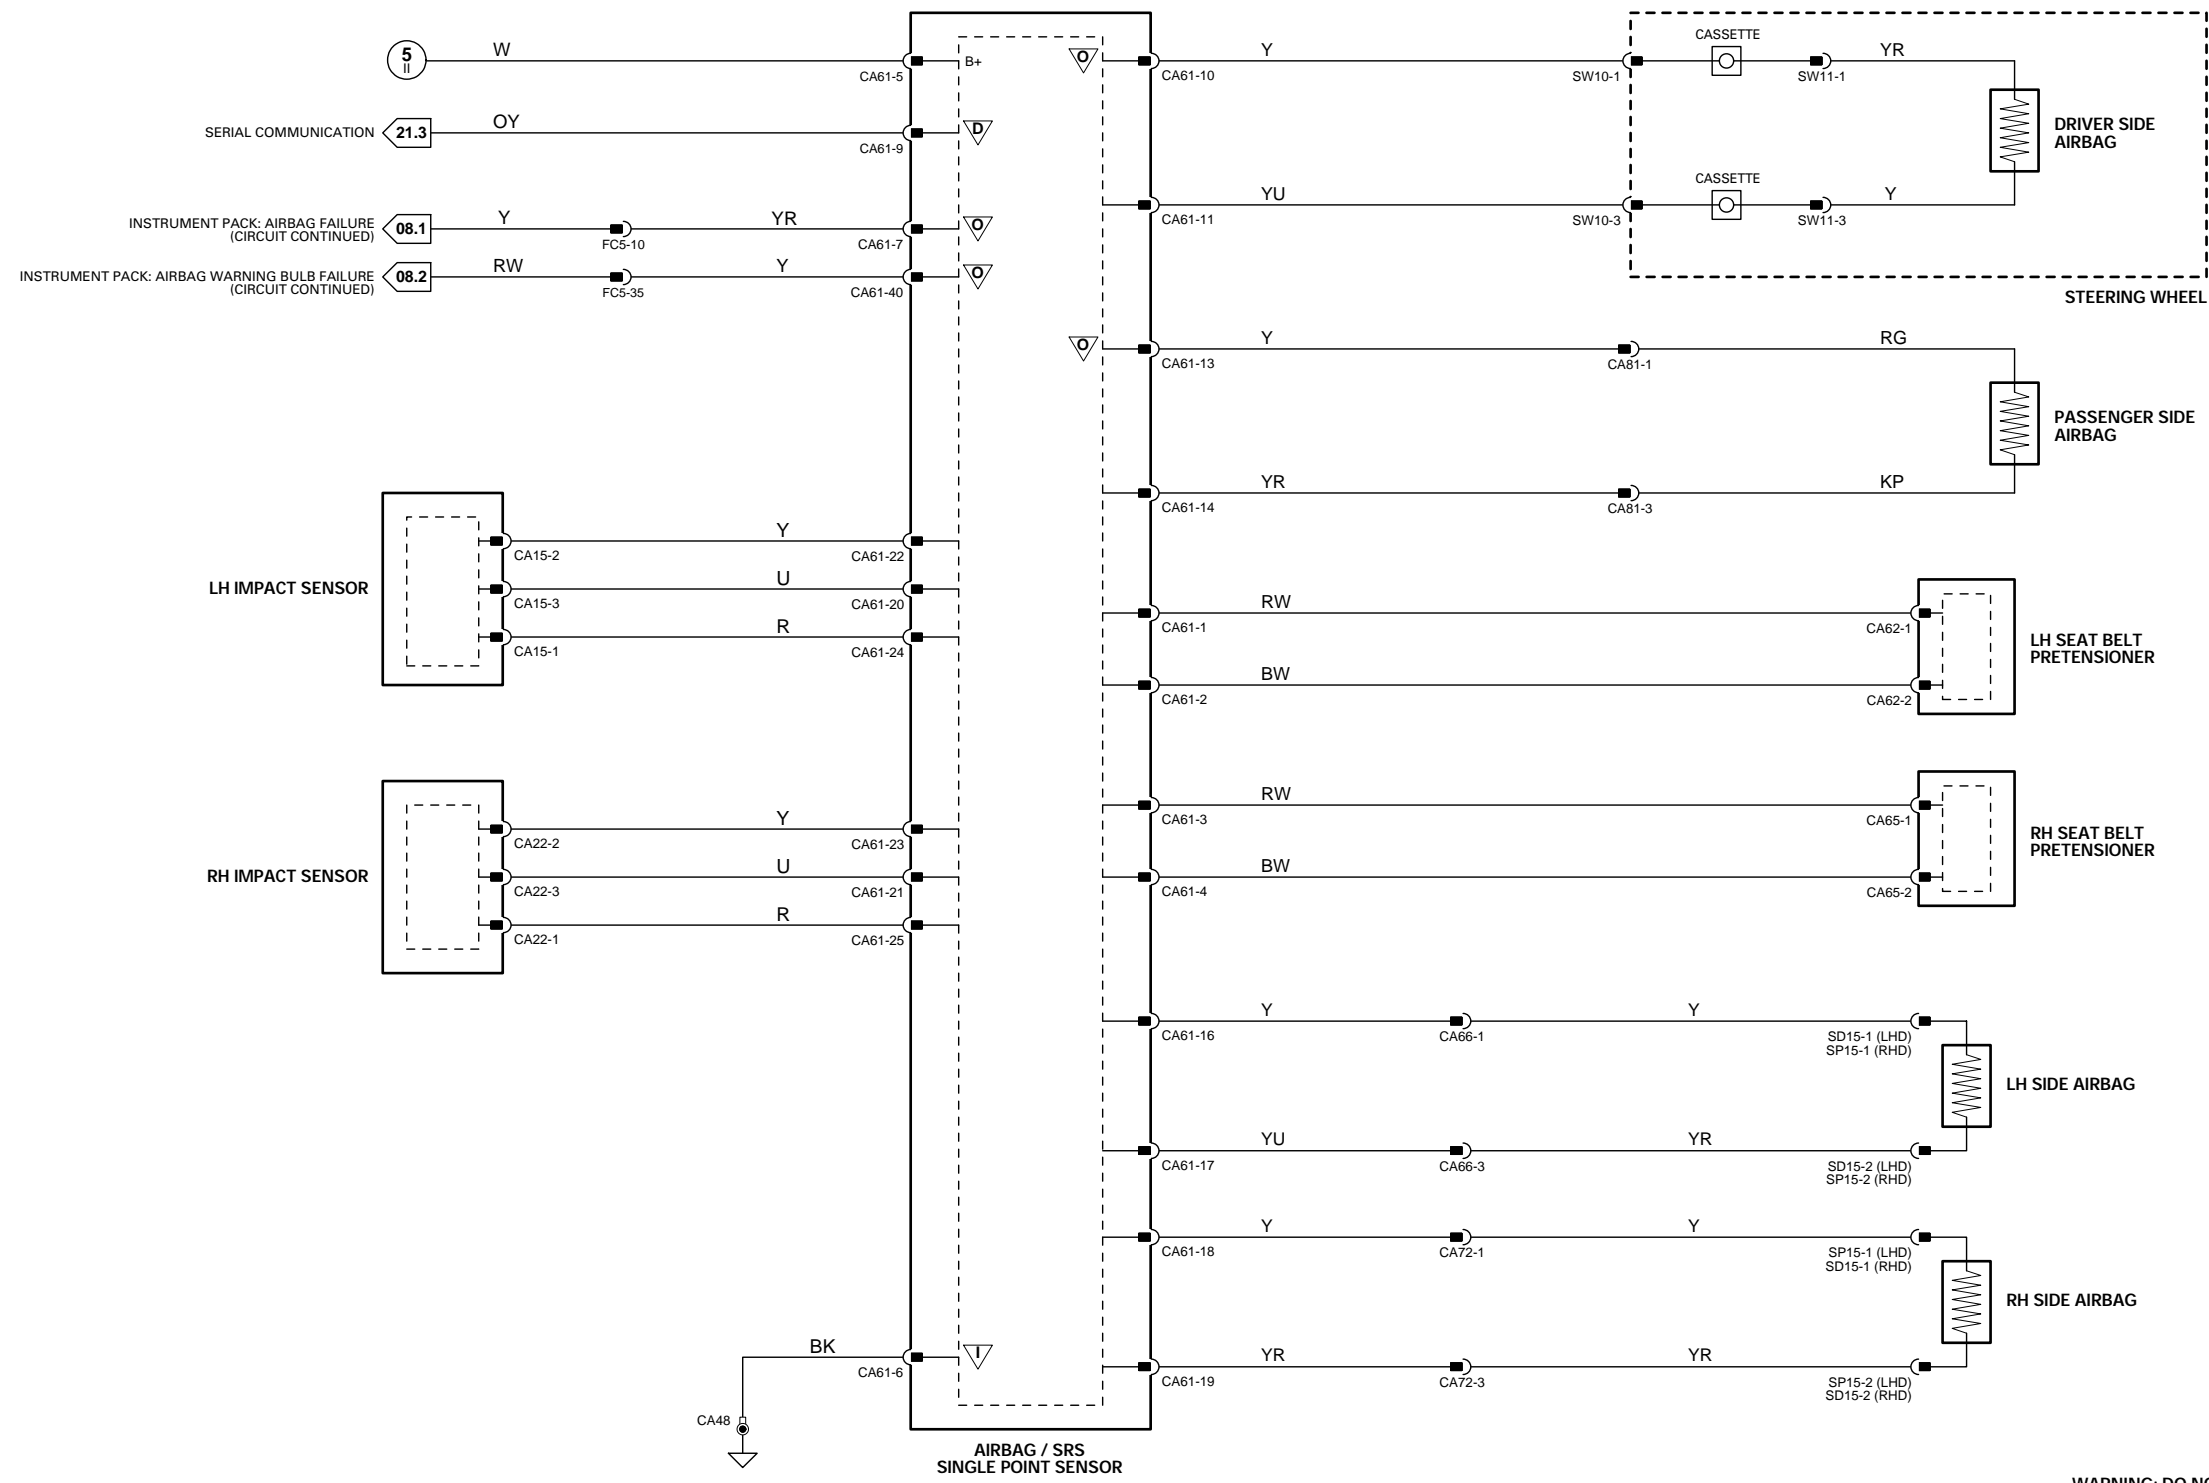 5
II
W
CA61-5
B+
SERIAL COMMUNICATION
21.3
OY
CA61-9
D
INSTRUMENT PACK: AIRBAG FAILURE
(CIRCUIT CONTINUED)
08.1
Y
FC5-10
YR
CA61-7
O
INSTRUMENT PACK: AIRBAG WARNING BULB FAILURE
(CIRCUIT CONTINUED)
08.2
RW
FC5-35
Y
CA61-40
O
LH IMPACT SENSOR
CA15-2
Y
CA61-22
CA15-3
U
CA61-20
CA15-1
R
CA61-24
RH IMPACT SENSOR
CA22-2
Y
CA61-23
CA22-3
U
CA61-21
CA22-1
R
CA61-25
BK
CA61-6
I
CA48
AIRBAG / SRS
SINGLE POINT SENSOR
O
CA61-10
Y
SW10-1
CASSETTE
SW11-1
YR
DRIVER SIDE
AIRBAG
CA61-11
YU
SW10-3
CASSETTE
SW11-3
Y
STEERING WHEEL
O
CA61-13
Y
CA81-1
RG
PASSENGER SIDE
AIRBAG
CA61-14
YR
CA81-3
KP
CA61-1
RW
CA62-1
LH SEAT BELT
PRETENSIONER
CA61-2
BW
CA62-2
CA61-3
RW
CA65-1
RH SEAT BELT
PRETENSIONER
CA61-4
BW
CA65-2
CA61-16
Y
CA66-1
Y
SD15-1 (LHD)
SP15-1 (RHD)
LH SIDE AIRBAG
CA61-17
YU
CA66-3
YR
SD15-2 (LHD)
SP15-2 (RHD)
CA61-18
Y
CA72-1
Y
SP15-1 (LHD)
SD15-1 (RHD)
RH SIDE AIRBAG
CA61-19
YR
CA72-3
YR
SP15-2 (LHD)
SD15-2 (RHD)
WARNING: DO